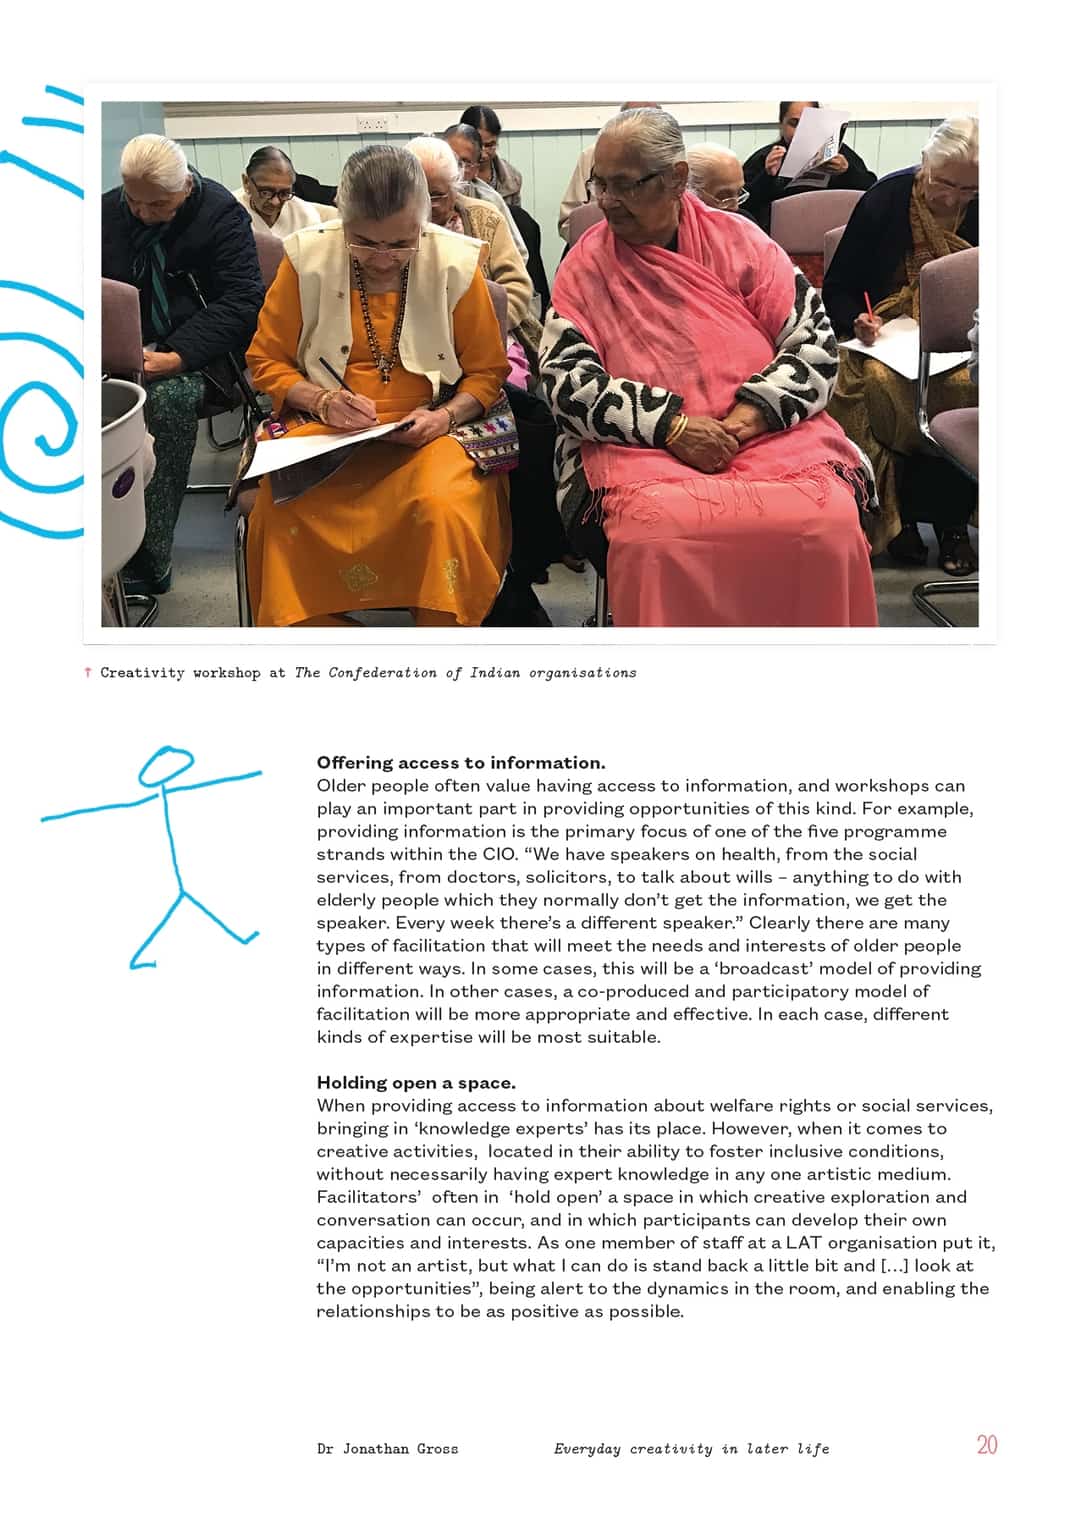 ↑ Creativity workshop at The Confederation of Indian organisations
Offering access to information.
Older people often value having access to information, and workshops can
play an important part in providing opportunities of this kind. For example,
providing information is the primary focus of one of the five programme
strands within the CIO. “We have speakers on health, from the social
services, from doctors, solicitors, to talk about wills – anything to do with
elderly people which they normally don’t get the information, we get the
speaker. Every week there’s a different speaker.” Clearly there are many
types of facilitation that will meet the needs and interests of older people
in different ways. In some cases, this will be a ‘broadcast’ model of providing
information. In other cases, a co-produced and participatory model of
facilitation will be more appropriate and effective. In each case, different
kinds of expertise will be most suitable.
Holding open a space.
When providing access to information about welfare rights or social services,
bringing in ‘knowledge experts’ has its place. However, when it comes to
creative activities,  located in their ability to foster inclusive conditions,
without necessarily having expert knowledge in any one artistic medium.
Facilitators’  often in  ‘hold open’ a space in which creative exploration and
conversation can occur, and in which participants can develop their own
capacities and interests. As one member of staff at a LAT organisation put it,
“I’m not an artist, but what I can do is stand back a little bit and [...] look at
the opportunities”, being alert to the dynamics in the room, and enabling the
relationships to be as positive as possible.
Dr Jonathan Gross Everyday creativity in later life 20